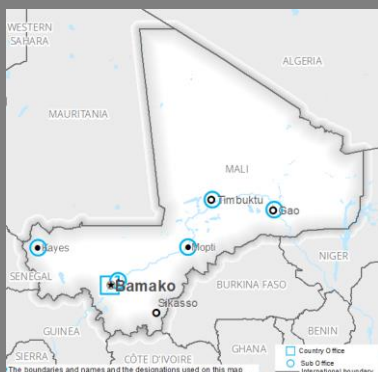 WESTERN
SAHARA
ALGERIA
MAURITANIA
MALI
Timbuktu
Gao
Kayes
Mopti
NIGER
SENEGAL
Bamako
BURKINA FASO
Sikasso
GUINEA
BENIN
GHANA
SIERRA
CÔTE D'IVOIRE
Country Office
Sub Office
International boundary
The boundaries and names and the designations used on this map